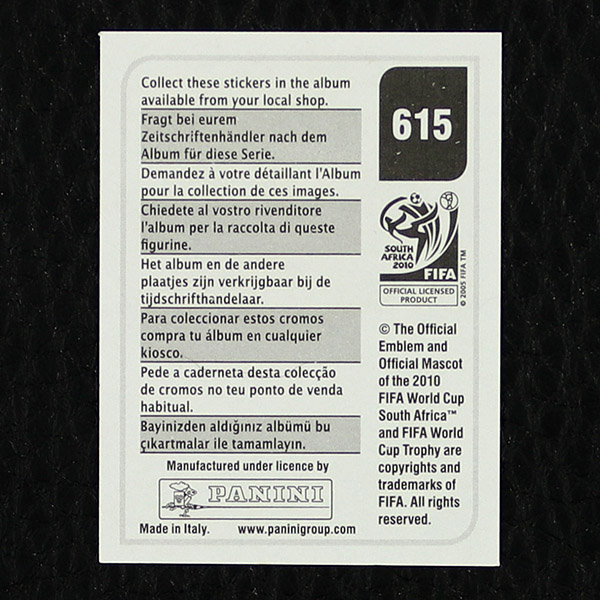 Collect these stickers in the album
available from your local shop.
Fragt bei eurem
Zeitschriftenhändler nach dem
Album für diese Serie.
Demandez à votre détaillant l'Album
pour la collection de ces images.
Chiedete al vostro rivenditore
l'album per la raccolta di queste
figurine.
Het album en de andere
plaatjes zijn verkrijgbaar bij de
tijdschrifthandelaar.
Para coleccionar estos cromos
compra tu álbum en cualquier
kiosco.
Pede a caderneta desta colecção
de cromos no teu ponto de venda
habitual.
Bayinizden aldığınız albümü bu
çıkartmalar ile tamamlayın.
Manufactured under licence by
PANINI
Made in Italy. www.paninigroup.com
615
SOUTH
AFRICA
2010
FIFA
OFFICIAL LICENSED
PRODUCT
© 2005 FIFA TM
© The Official
Emblem and
Official Mascot
of the 2010
FIFA World Cup
South Africa™
and FIFA World
Cup Trophy are
copyrights and
trademarks of
FIFA. All rights
reserved.